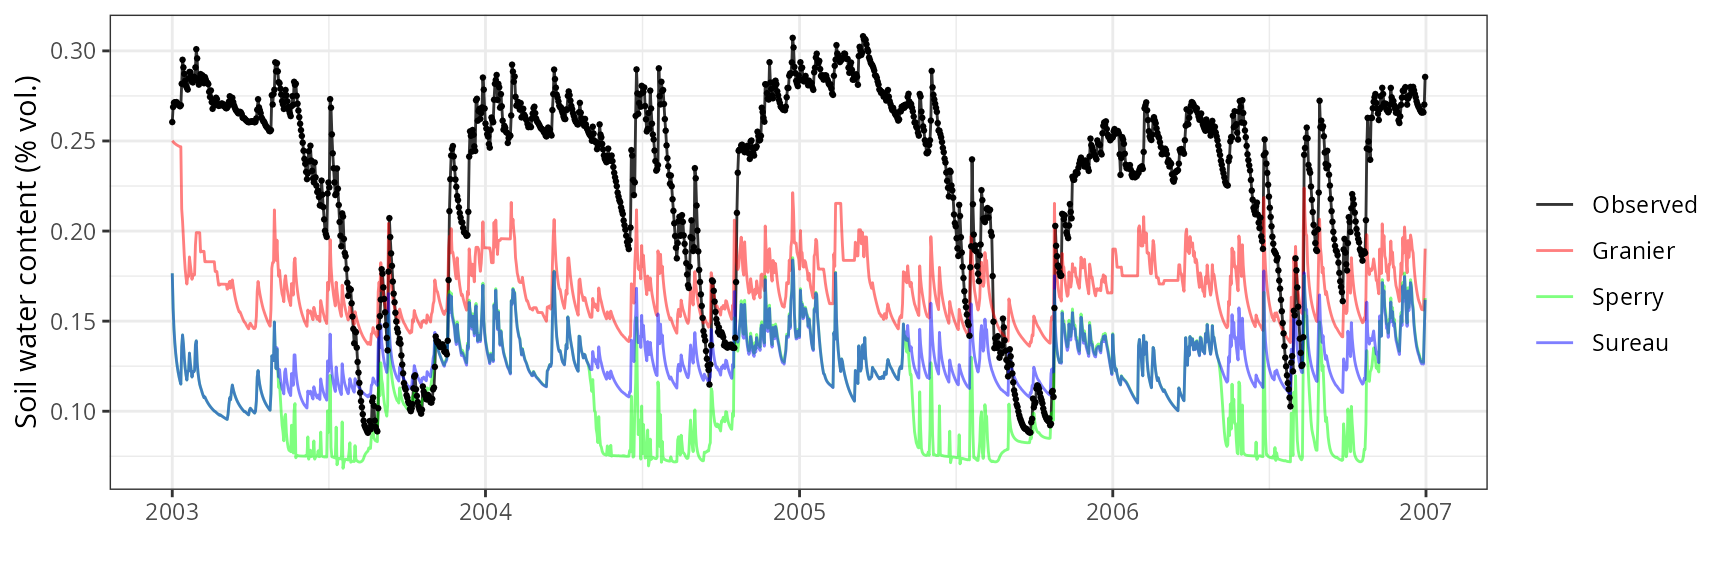 Soil water content (% vol.)
0.30
0.25
0.20
0.15
0.10
2003 2004 2005 2006 2007
Observed
Granier
Sperry
Sureau